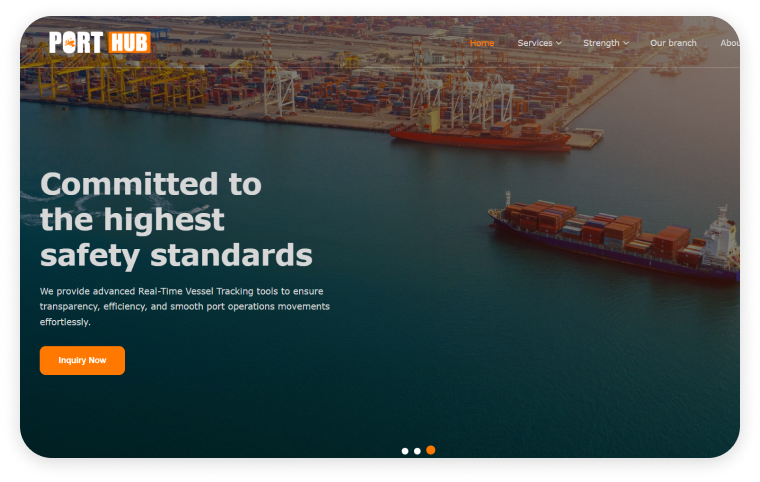 PORT HUB
Home Services Strength Our branch
Committed to
the highest
safety standards
We provide advanced Real-Time Vessel Tracking tools to ensure
transparency, efficiency, and smooth port operations movements
effortlessly.
Inquiry Now